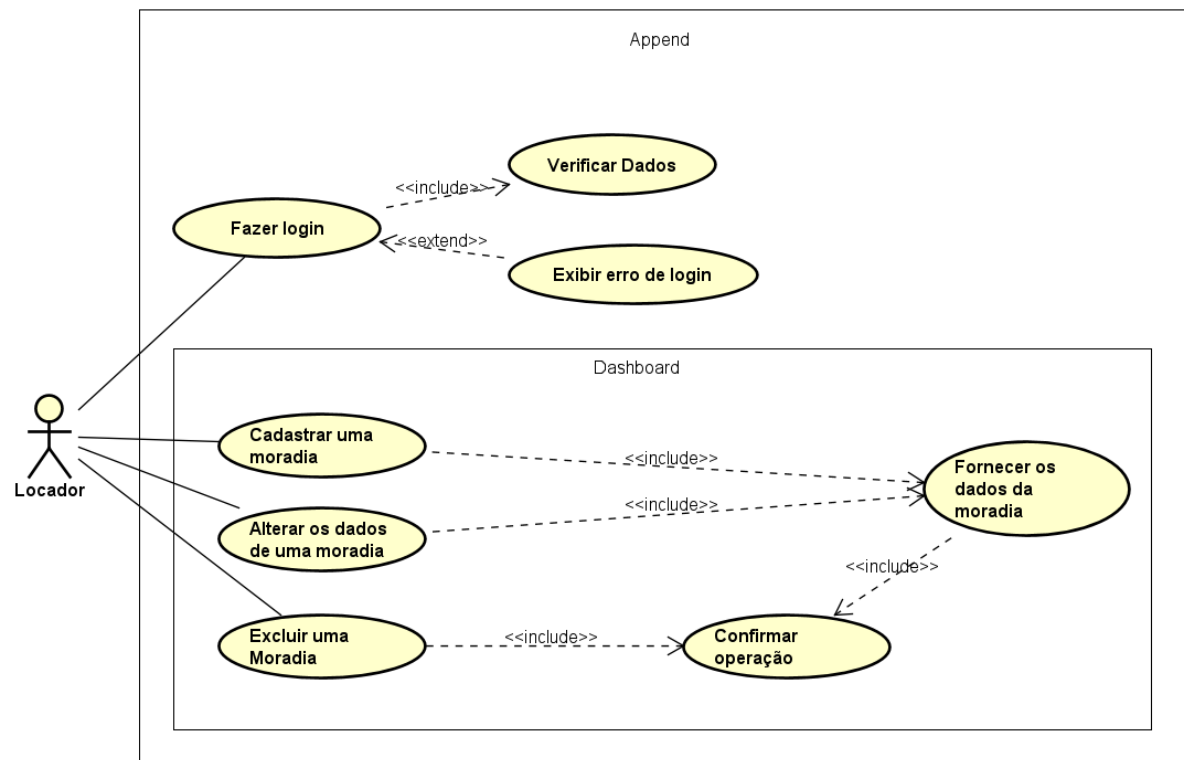 Append
Verificar Dados
<<include>>
Fazer login
<<extend>>
Exibir erro de login
Dashboard
Cadastrar uma
moradia
<<include>>
Fornecer os
dados da
moradia
Locador
Alterar os dados
de uma moradia
<<include>>
<<include>>
Excluir uma
Moradia
<<include>>
Confirmar
operação